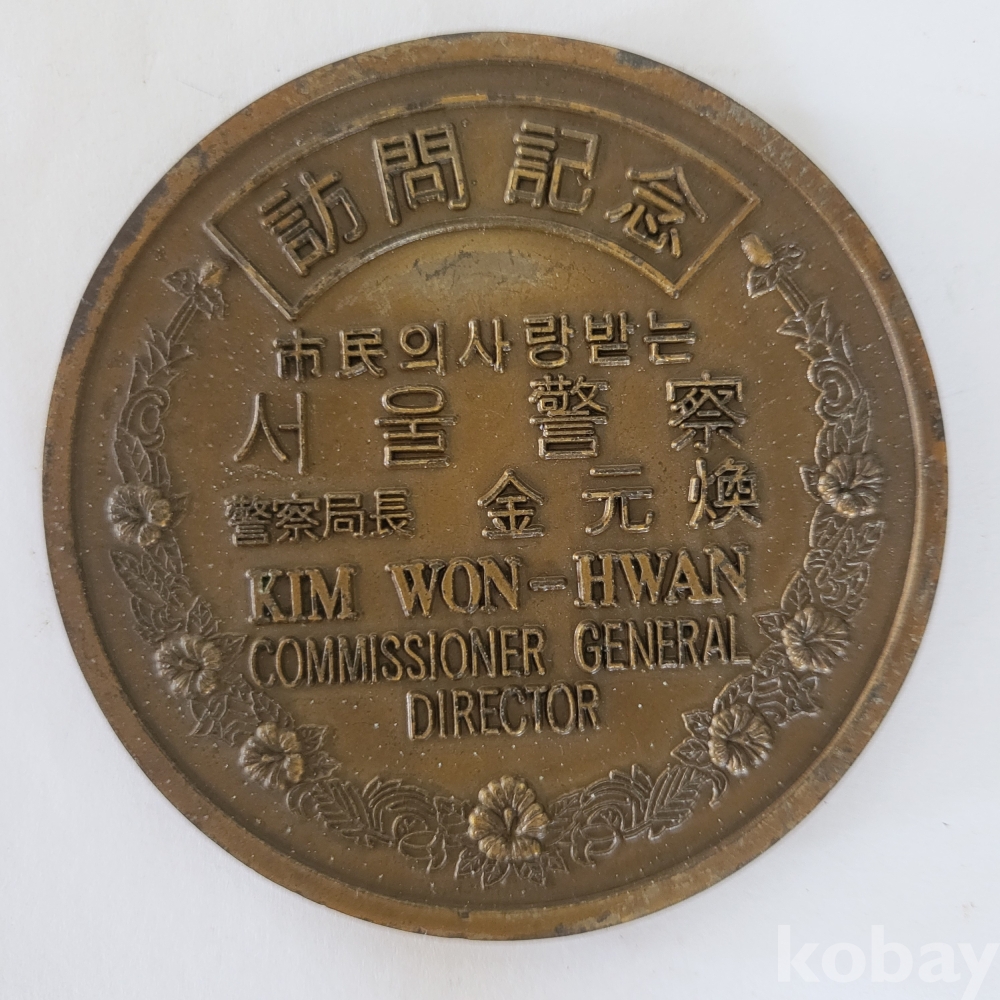 訪問記念
市民의사랑받는
서울警察
警察局長 金元煥
KIM WON-HWAN
COMMISSIONER GENERAL
DIRECTOR
kobay